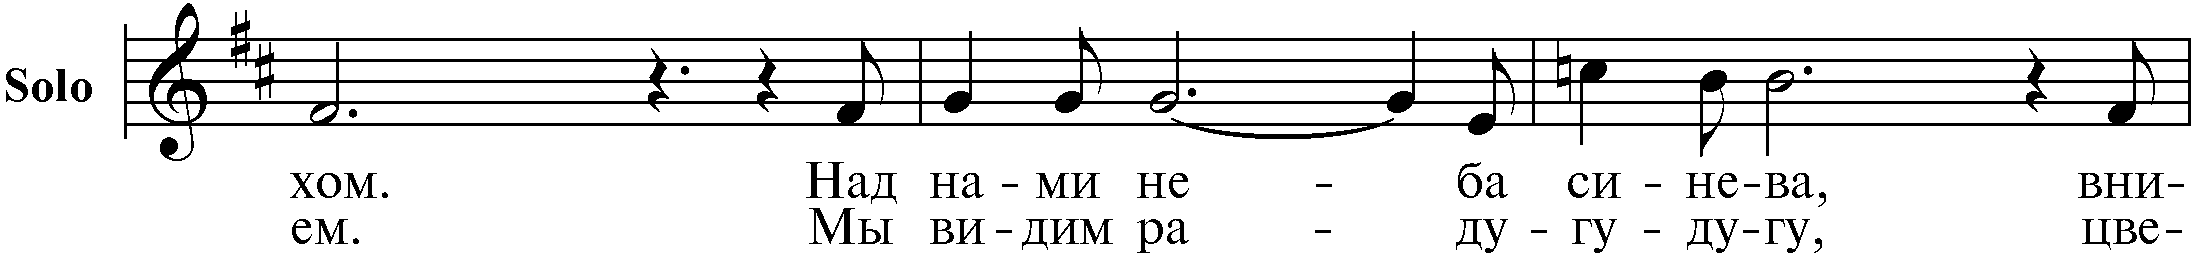 Solo
хом. Над на - ми не - ба си - не - ва, вни-
ем. Мы ви - дим ра - ду - гу - ду - гу, цве-